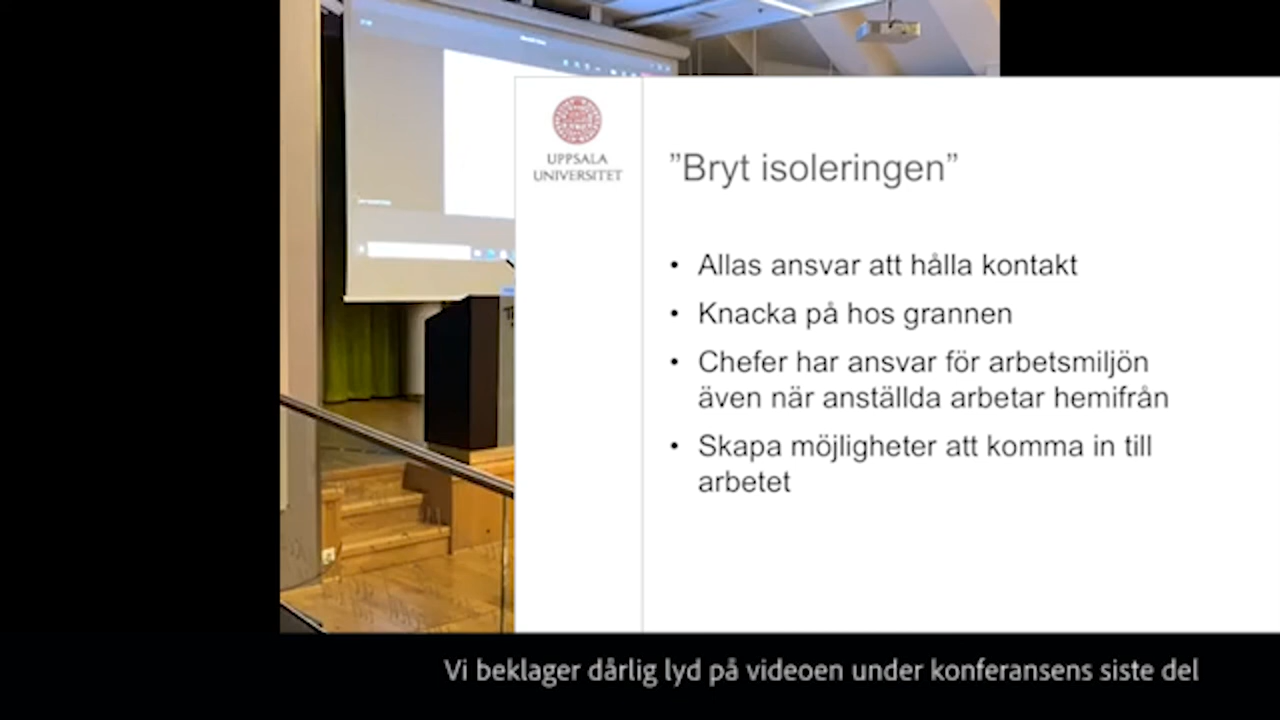 UPPSALA
UNIVERSITET
”Bryt isoleringen”
• Allas ansvar att hålla kontakt
• Knacka på hos grannen
• Chefer har ansvar för arbetsmiljön
även när anställda arbetar hemifrån
• Skapa möjligheter att komma in till
arbetet
Vi beklager dårlig lyd på videoen under konferansens siste del